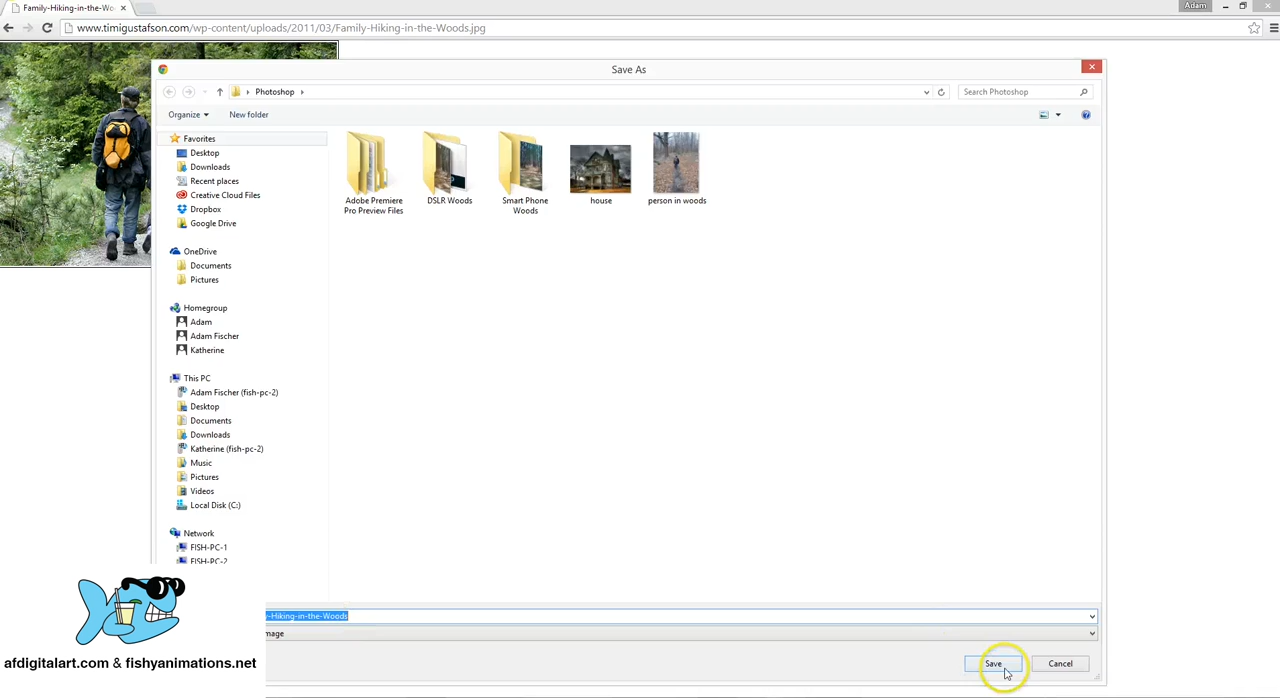 Family-Hiking-in-the-Wo
Adam
www.timigustafson.com/wp-content/uploads/2011/03/Family-Hiking-in-the-Woods.jpg
Save As
Photoshop
Search Photoshop
Organize
New folder
Favorites
Desktop
Downloads
Recent places
Creative Cloud Files
Dropbox
Google Drive
OneDrive
Documents
Pictures
Homegroup
Adam
Adam Fischer
Katherine
This PC
Adam Fischer (fish-pc-2)
Desktop
Documents
Downloads
Katherine (fish-pc-2)
Music
Pictures
Videos
Local Disk (C:)
Network
FISH-PC-1
FISH-PC-2
Adobe Premiere
Pro Preview Files
DSLR Woods
Smart Phone
Woods
house
person in woods
y-Hiking-in-the-Woods
mage
Save
Cancel
afdigitalart.com & fishyanimations.net